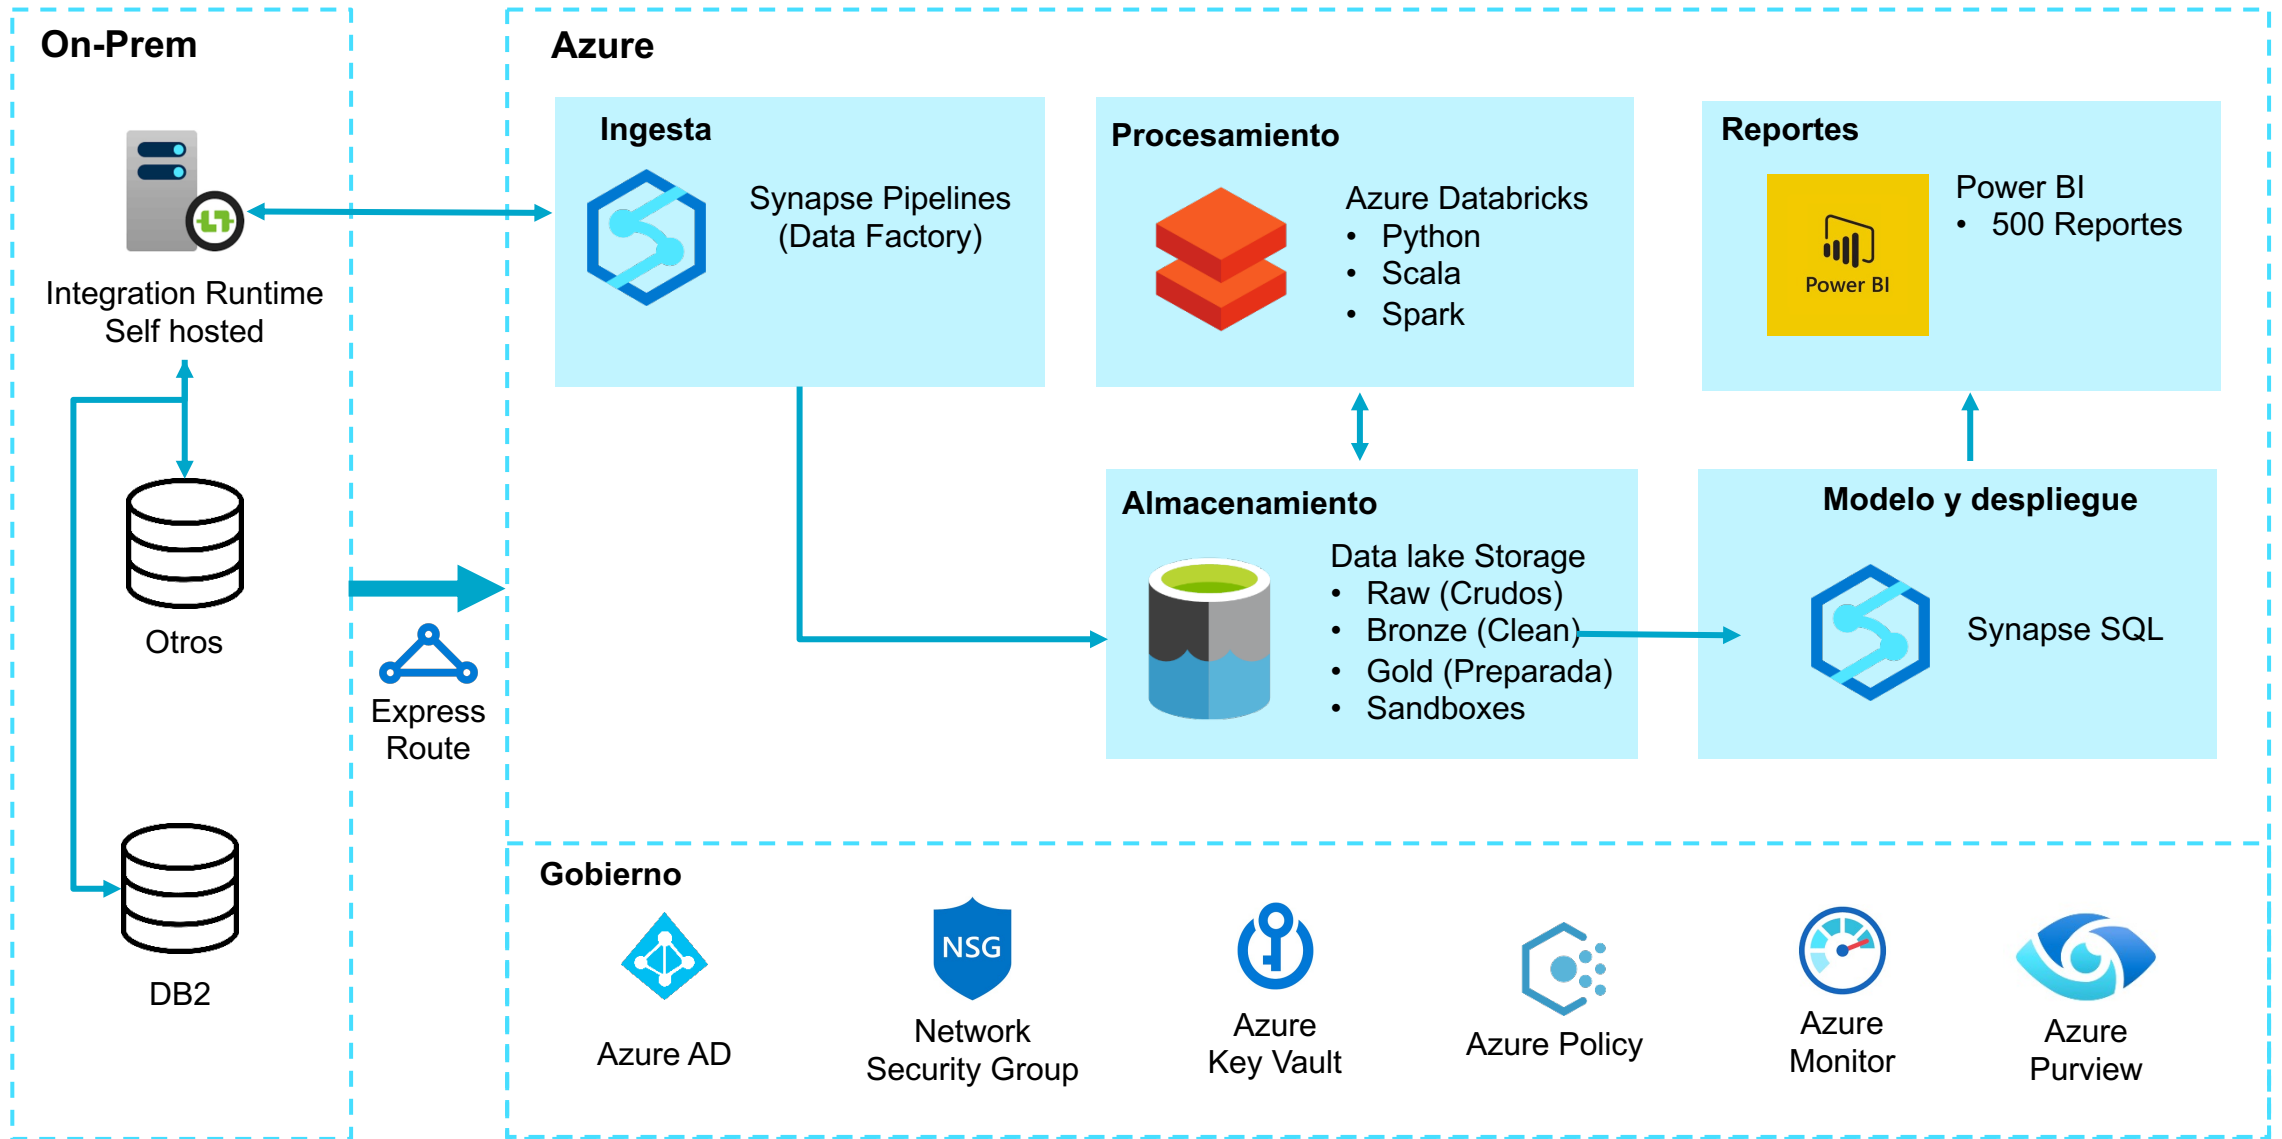 On-Prem
Integration Runtime
Self hosted
Otros
DB2
Express
Route
Azure
Ingesta
Synapse Pipelines
(Data Factory)
Procesamiento
Azure Databricks
• Python
• Scala
• Spark
Reportes
Power BI
Power BI
• 500 Reportes
Almacenamiento
Data lake Storage
• Raw (Crudos)
• Bronze (Clean)
• Gold (Preparada)
• Sandboxes
Modelo y despliegue
Synapse SQL
Gobierno
Azure AD
NSG
Network
Security Group
Azure
Key Vault
Azure Policy
Azure
Monitor
Azure
Purview